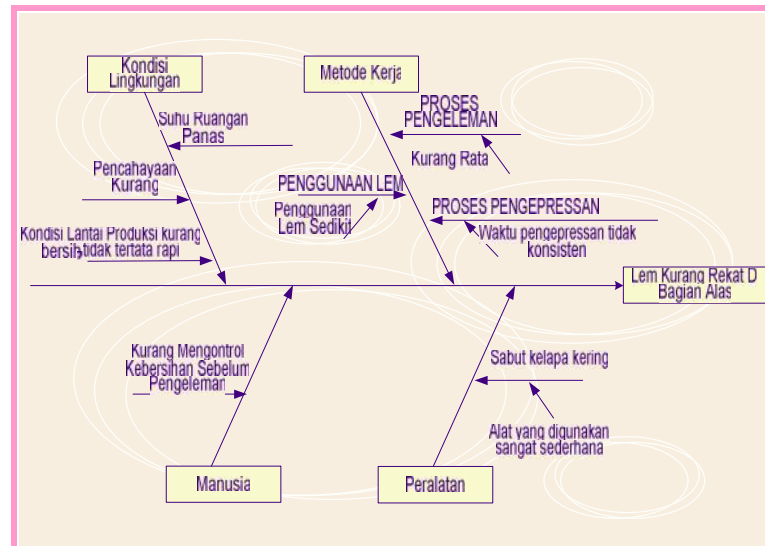 Kondisi
Lingkungan
Metode Kerja
Suhu Ruangan
Panas
PROSES
PENGELEMAN
Kurang Rata
Pencahayaan
Kurang
PENGGUNAAN LEM
Penggunaan
Lem Sedikit
PROSES PENGEPRESSAN
Waktu pengepressan tidak
konsisten
Kondisi Lantai Produksi kurang
bersih,tidak tertata rapi
Lem Kurang Rekat D
Bagian Alas
Kurang Mengontrol
Kebersihan Sebelum
Pengeleman
Sabut kelapa kering
Alat yang digunakan
sangat sederhana
Manusia
Peralatan